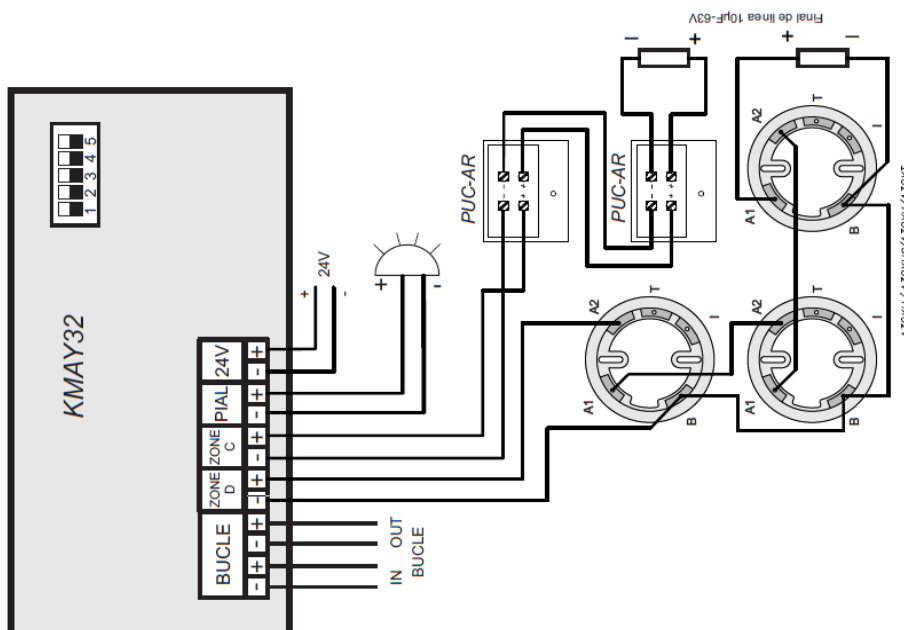 Final de línea 10µF-63V
- + + -
1 2 3 4 5
KMAY32
24V + -
PIAL + -
ZONE C + -
ZONE D + -
BUCLE + - + -
+ 24V -
+ -
IN OUT
BUCLE
PUC-AR
- -
+ +
PUC-AR
- -
+ +
A2 T
A1 B I
A2 T
A1 B I
A2 T
A1 B I